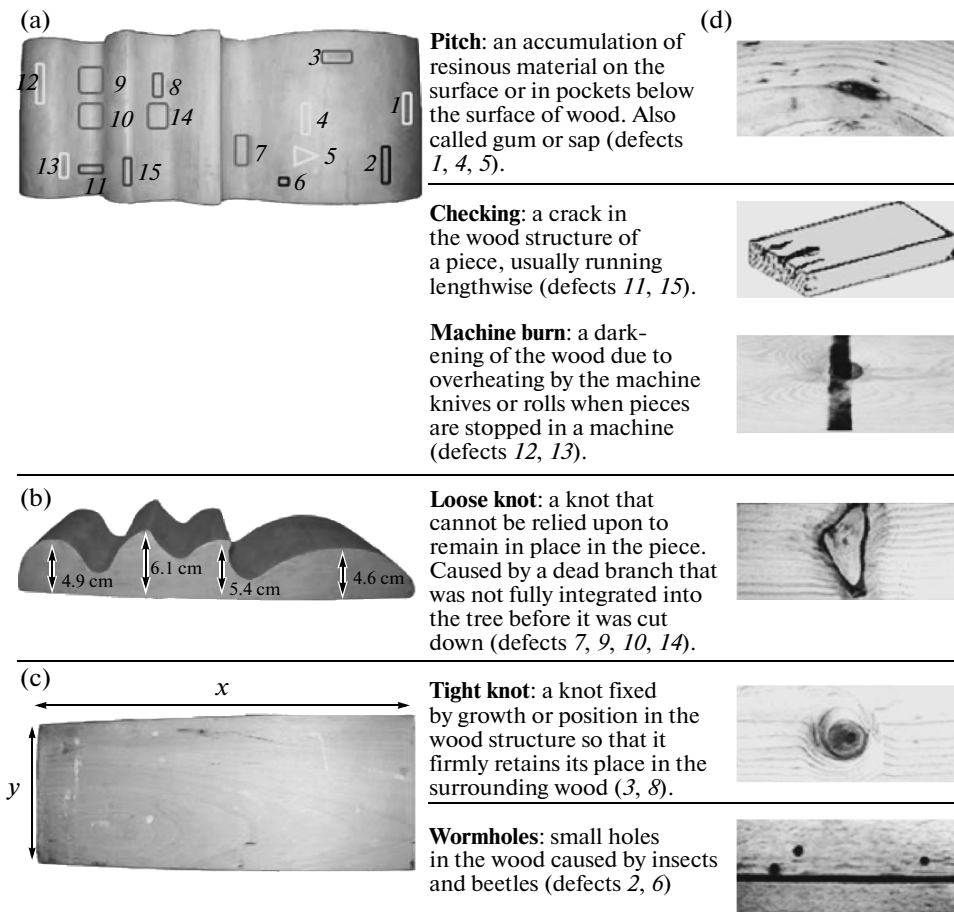 (a)
3
12
9
8
1
10
14
4
7
5
2
13
11
15
6
Pitch: an accumulation of
resinous material on the
surface or in pockets below
the surface of wood. Also
called gum or sap (defects
1, 4, 5).
(d)
Checking: a crack in
the wood structure of
a piece, usually running
lengthwise (defects 11, 15).
Machine burn: a dark-
ening of the wood due to
overheating by the machine
knives or rolls when pieces
are stopped in a machine
(defects 12, 13).
(b)
4.9 cm
6.1 cm
5.4 cm
4.6 cm
Loose knot: a knot that
cannot be relied upon to
remain in place in the piece.
Caused by a dead branch that
was not fully integrated into
the tree before it was cut
down (defects 7, 9, 10, 14).
(c)
x
y
Tight knot: a knot fixed
by growth or position in the
wood structure so that it
firmly retains its place in the
surrounding wood (3, 8).
Wormholes: small holes
in the wood caused by insects
and beetles (defects 2, 6)